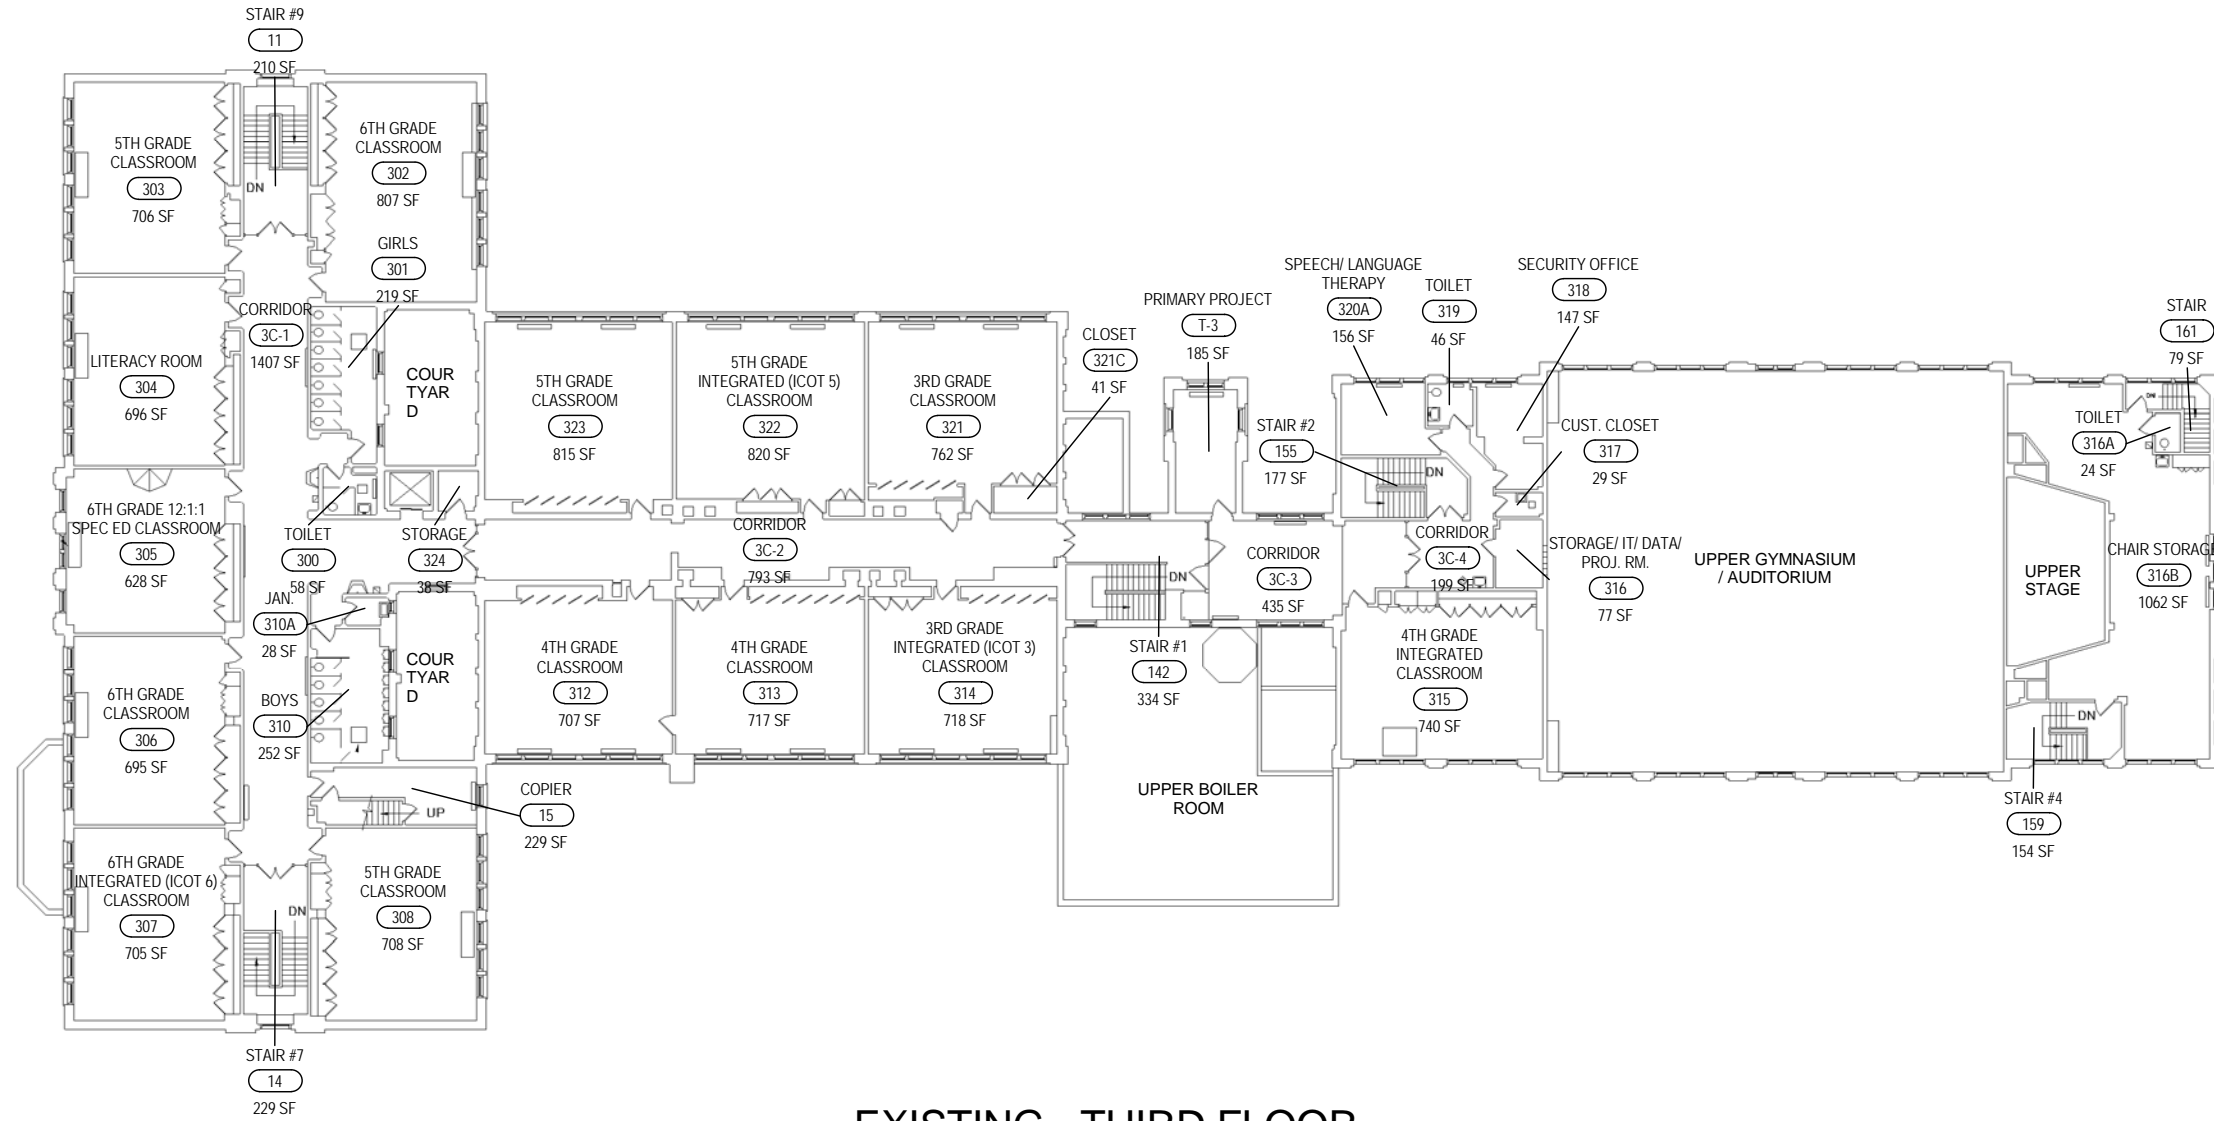 STAIR #9
11
210 SF
5TH GRADE
CLASSROOM
303
706 SF
DN
6TH GRADE
CLASSROOM
302
807 SF
GIRLS
301
219 SF
CORRIDOR
3C-1
1407 SF
LITERACY ROOM
304
696 SF
COUR
TYAR
D
5TH GRADE
CLASSROOM
323
815 SF
5TH GRADE
INTEGRATED (ICOT 5)
CLASSROOM
322
820 SF
3RD GRADE
CLASSROOM
321
762 SF
CLOSET
321C
41 SF
PRIMARY PROJECT
T-3
185 SF
SPEECH/ LANGUAGE
THERAPY
320A
156 SF
TOILET
319
46 SF
SECURITY OFFICE
318
147 SF
STAIR
161
79 SF
DN
STAIR #2
155
177 SF
DN
CUST. CLOSET
317
29 SF
TOILET
316A
24 SF
6TH GRADE 12:1:1
SPEC ED CLASSROOM
305
628 SF
TOILET
300
58 SF
STORAGE
324
38 SF
CORRIDOR
3C-2
793 SF
DN
CORRIDOR
3C-3
435 SF
CORRIDOR
3C-4
199 SF
STORAGE/ IT/ DATA/
PROJ. RM.
316
77 SF
UPPER GYMNASIUM
/ AUDITORIUM
UPPER
STAGE
CHAIR STORAGE
316B
1062 SF
JAN.
310A
28 SF
BOYS
310
252 SF
COUR
TYAR
D
4TH GRADE
CLASSROOM
312
707 SF
4TH GRADE
CLASSROOM
313
717 SF
3RD GRADE
INTEGRATED (ICOT 3)
CLASSROOM
314
718 SF
STAIR #1
142
334 SF
4TH GRADE
INTEGRATED
CLASSROOM
315
740 SF
6TH GRADE
CLASSROOM
306
695 SF
UP
COPIER
15
229 SF
UPPER BOILER
ROOM
DN
STAIR #4
159
154 SF
6TH GRADE
INTEGRATED (ICOT 6)
CLASSROOM
307
705 SF
DN
5TH GRADE
CLASSROOM
308
708 SF
STAIR #7
14
229 SF
EXISTING - THIRD FLOOR